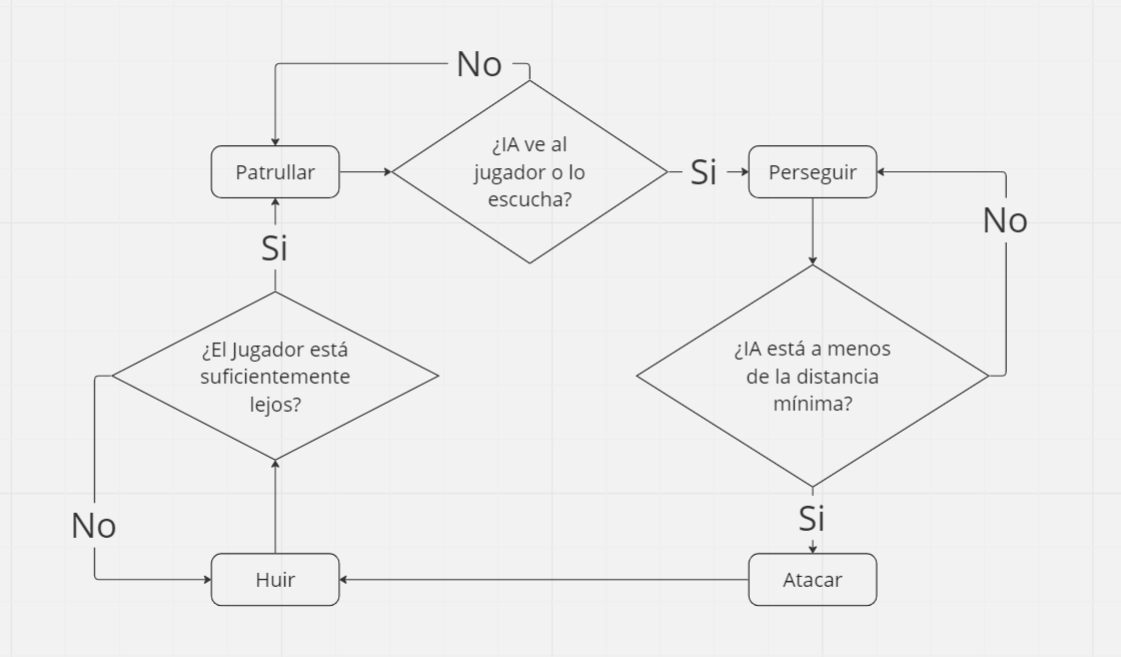 No
Patrullar
¿IA ve al
jugador o lo
escucha?
Si
Perseguir
No
Si
¿El Jugador está
suficientemente
lejos?
¿IA está a menos
de la distancia
mínima?
No
Si
Huir
Atacar